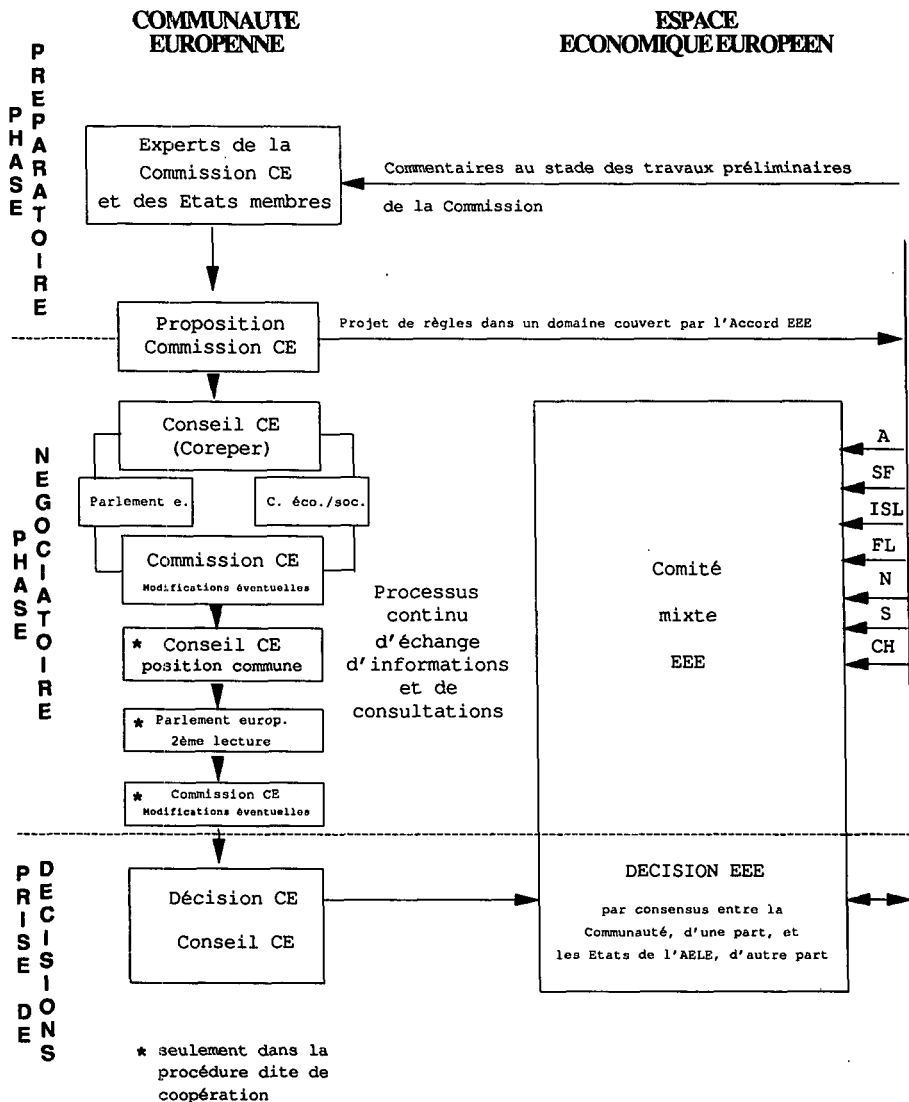 COMMUNAUTE
EUROPENNE
ESPACE
ECONOMIQUE EUROPEEN
PHASE
PREPARATOIRE
Experts de la
Commission CE
et des Etats membres
Commentaires au stade des travaux préliminaires
de la Commission
Proposition
Commission CE
Projet de règles dans un domaine couvert par l'Accord EEE
PHASE
NEGOCIATOIRE
Conseil CE
(Coreper)
Parlement e.
C. éco./soc.
Commission CE
Modifications éventuelles
* Conseil CE
position commune
* Parlement europ.
2ème lecture
* Commission CE
Modifications éventuelles
Processus
continu
d'échange
d'informations
et de
consultations
Comité
mixte
EEE
A
SF
ISL
FL
N
S
CH
PRISE DE
DECISIONS
Décision CE
Conseil CE
DECISION EEE
par consensus entre la
Communauté, d'une part, et
les Etats de l'AELE, d'autre part
* seulement dans la
procédure dite de
coopération